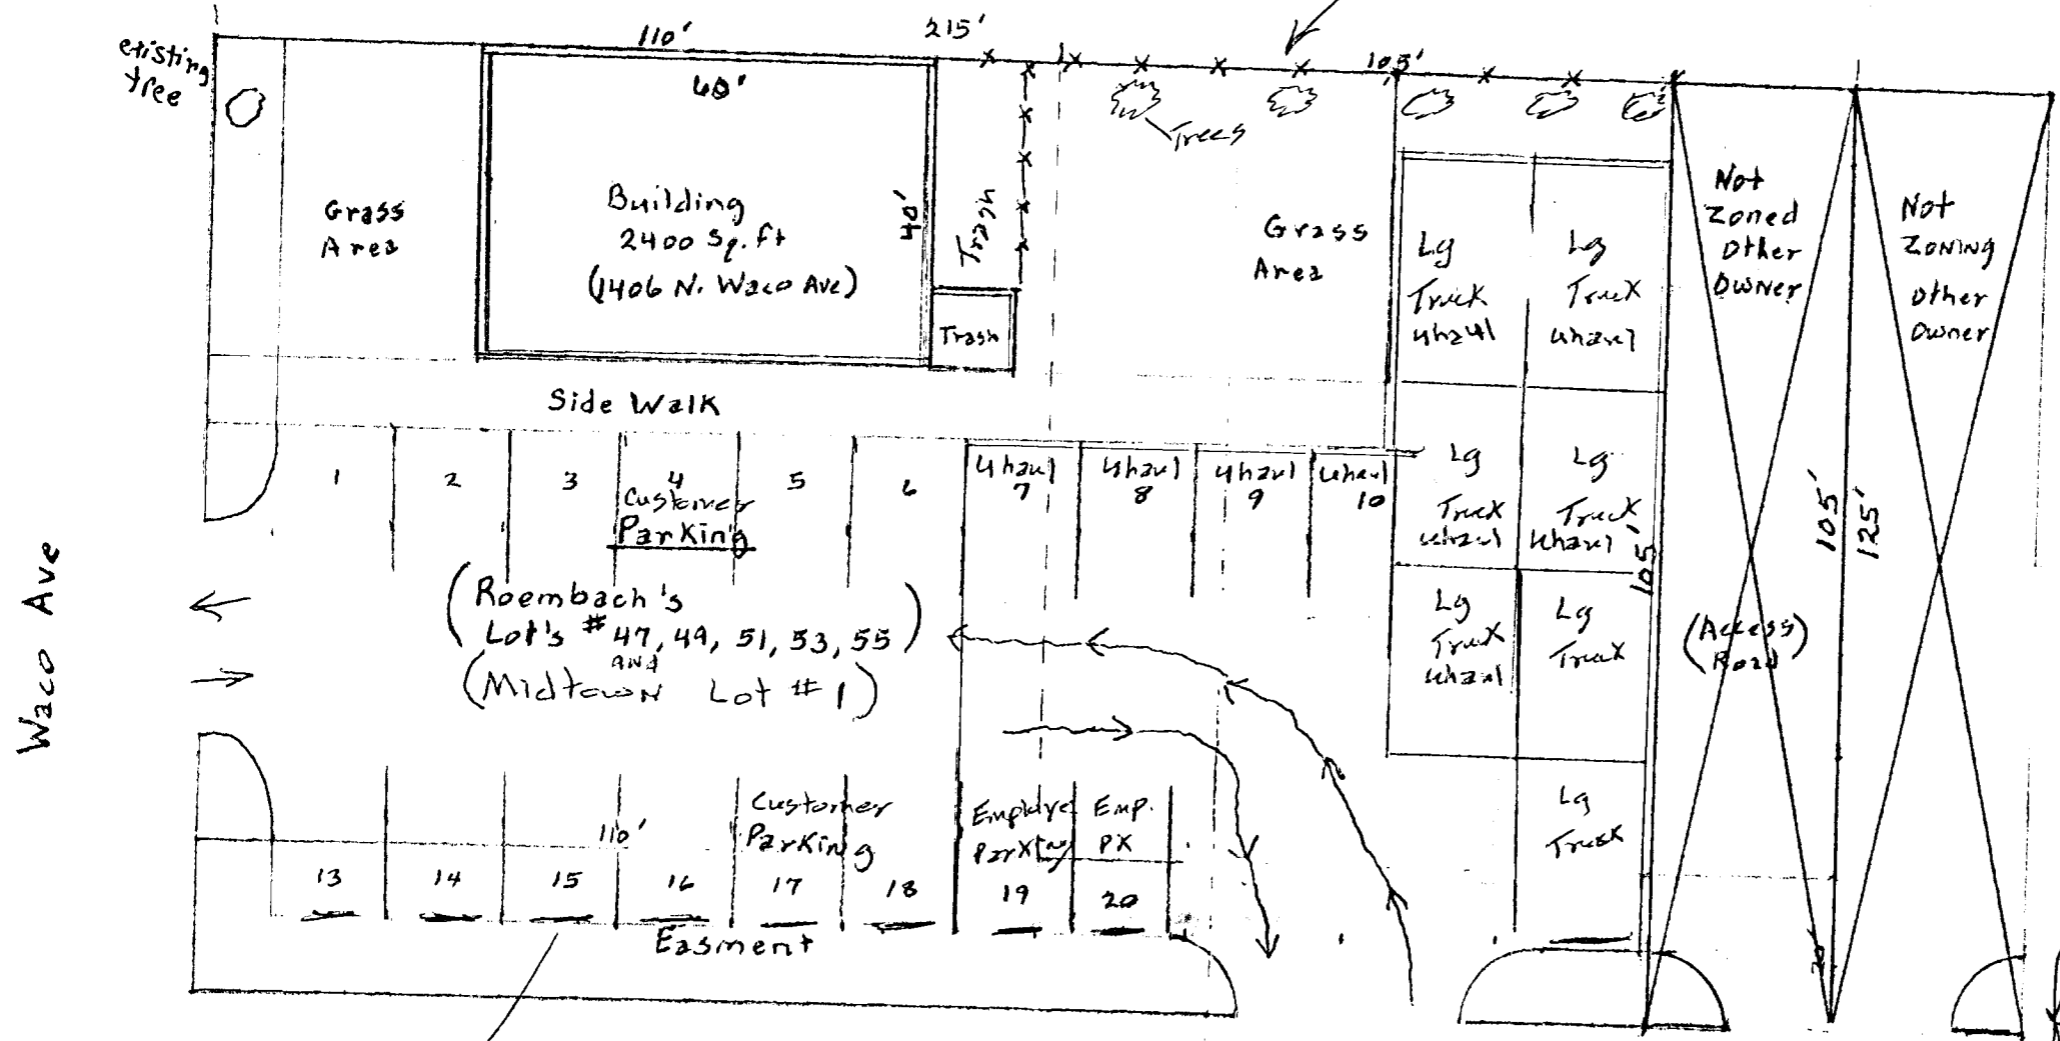 existing
tree
110'
215'
103'
60'
Trees
Grass
Area
Building
2400 Sq.ft
(1406 N. Waco Ave)
40'
Trash
Trash
Grass
Area
Lg
Truck
uhaul
Lg
Truck
uhaul
Not
Zoned
Other
Owner
Not
Zoning
other
owner
Side Walk
1
2
3
4
Customer
Parking
5
6
uhaul
7
uhaul
8
uhaul
9
uhaul
10
Lg
Truck
uhaul
Lg
Truck
uhaul
105'
105'
125'
Waco Ave
(Roembach's
Lot's #47, 49, 51, 53, 55)
and
(Midtown Lot #1)
Lg
Truck
uhaul
Lg
Truck
(Access
Road)
110'
Customer
Parking
Employe
Parking
Emp.
PK
Lg
Truck
13
14
15
16
17
18
19
20
Easment
20'